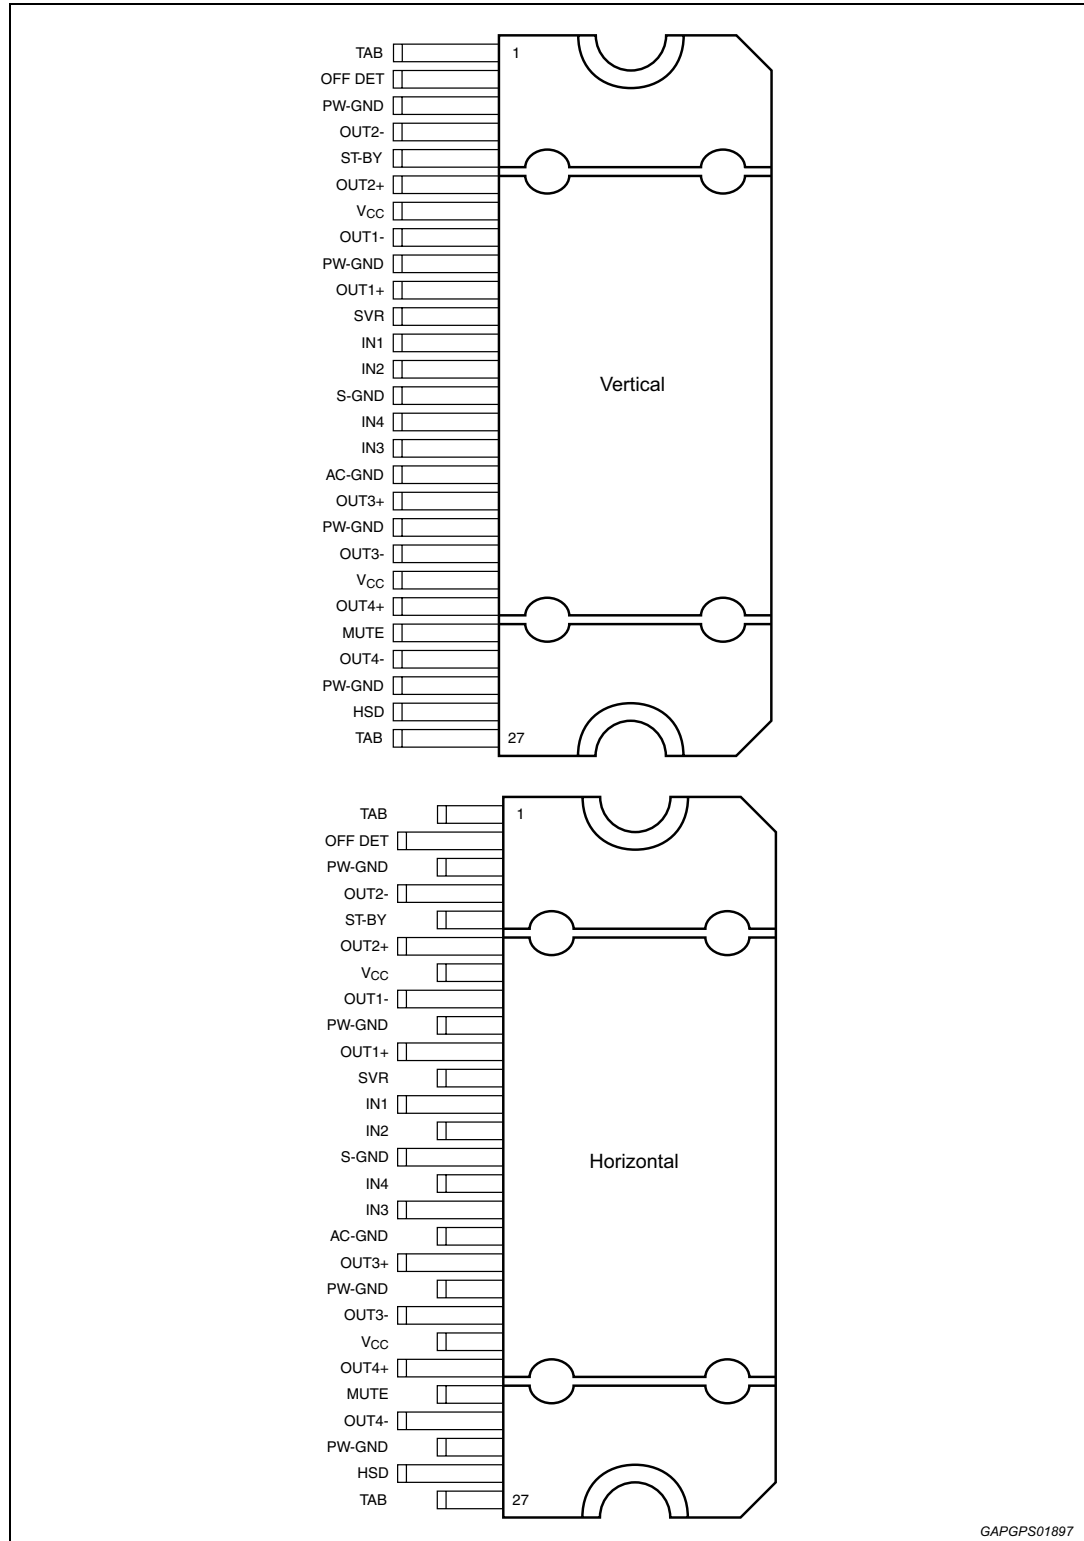 TAB 1
OFF DET
PW-GND
OUT2-
ST-BY
OUT2+
VCC
OUT1-
PW-GND
OUT1+
SVR
IN1
IN2
Vertical
S-GND
IN4
IN3
AC-GND
OUT3+
PW-GND
OUT3-
VCC
OUT4+
MUTE
OUT4-
PW-GND
HSD
TAB 27
TAB 1
OFF DET
PW-GND
OUT2-
ST-BY
OUT2+
VCC
OUT1-
PW-GND
OUT1+
SVR
IN1
IN2
S-GND
Horizontal
IN4
IN3
AC-GND
OUT3+
PW-GND
OUT3-
VCC
OUT4+
MUTE
OUT4-
PW-GND
HSD
TAB 27
GAPGPS01897